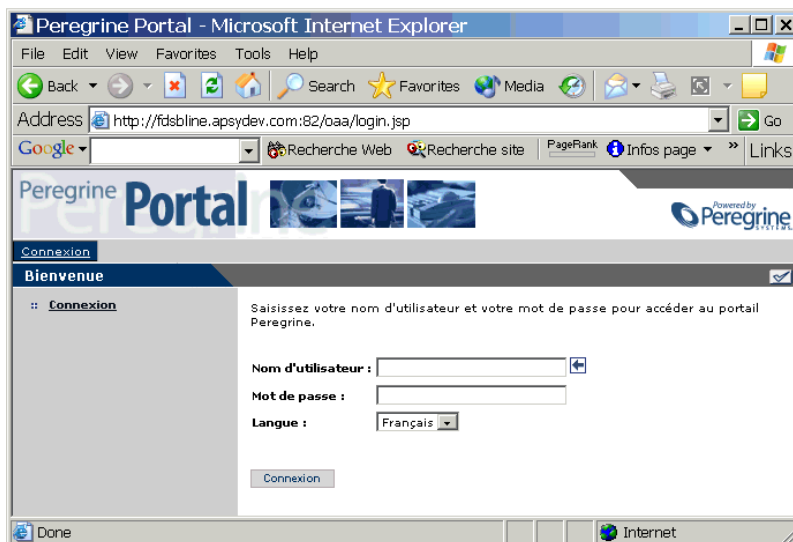 Peregrine Portal - Microsoft Internet Explorer
File Edit View Favorites Tools Help
Back Search Favorites Media
Address http://fdsbline.apsydev.com:82/oaa/login.jsp Go
Google Recherche Web Recherche site PageRank Infos page » Links
Peregrine Portal
Powered by
Peregrine
SYSTEMS
Connexion
Bienvenue
:: Connexion
Saisissez votre nom d'utilisateur et votre mot de passe pour accéder au portail
Peregrine.
Nom d'utilisateur :
Mot de passe :
Langue : Français
Connexion
Done Internet